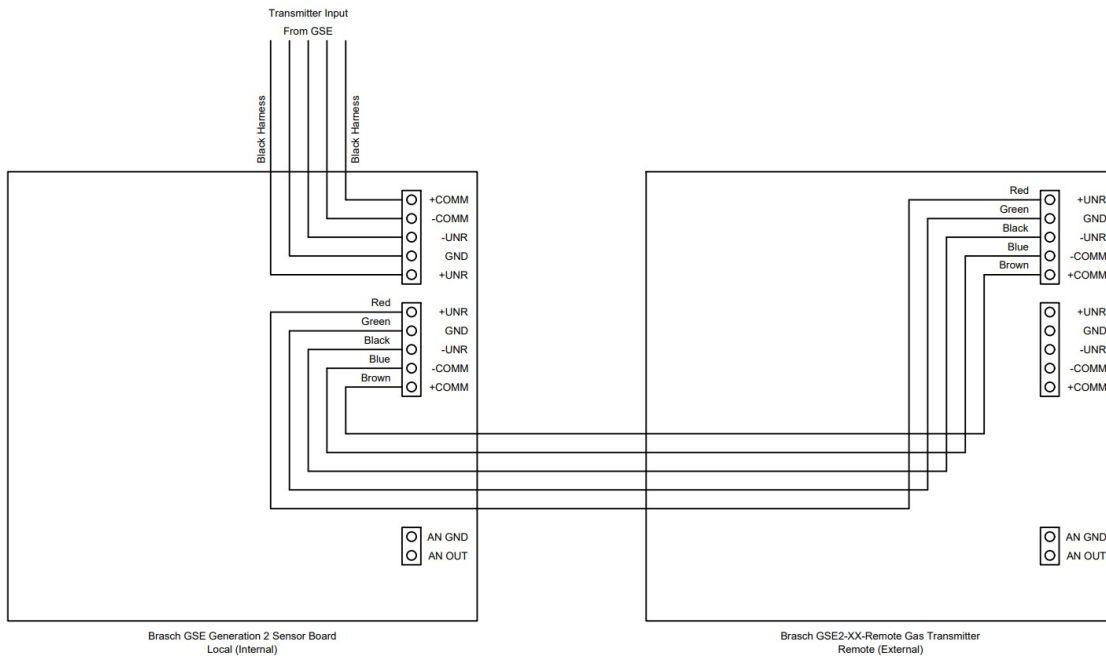 Transmitter Input
From GSE
Black Harness
Black Harness
+COMM
-COMM
-UNR
GND
+UNR
Red
+UNR
Green
GND
Black
-UNR
Blue
-COMM
Brown
+COMM
AN GND
AN OUT
Brasch GSE Generation 2 Sensor Board
Local (Internal)
Red
+UNR
Green
GND
Black
-UNR
Blue
-COMM
Brown
+COMM
+UNR
GND
-UNR
-COMM
+COMM
AN GND
AN OUT
Brasch GSE2-XX-Remote Gas Transmitter
Remote (External)